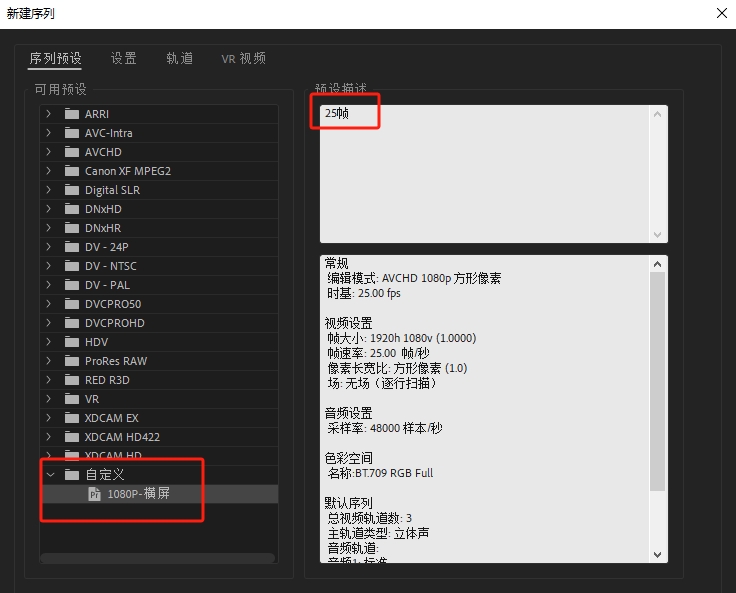 新建序列
序列预设 设置 轨道 VR 视频
可用预设
ARRI
AVC-Intra
AVCHD
Canon XF MPEG2
Digital SLR
DNxHD
DNxHR
DV - 24P
DV - NTSC
DV - PAL
DVCPRO50
DVCPROHD
HDV
ProRes RAW
RED R3D
VR
XDCAM EX
XDCAM HD422
XDCAM HD
自定义
1080P-横屏
预设描述
25帧
常规
编辑模式: AVCHD 1080p 方形像素
时基: 25.00 fps
视频设置
帧大小: 1920h 1080v (1.0000)
帧速率: 25.00 帧/秒
像素长宽比: 方形像素 (1.0)
场: 无场（逐行扫描）
音频设置
采样率: 48000 样本/秒
色彩空间
名称:BT.709 RGB Full
默认序列
总视频轨道数: 3
主轨道类型: 立体声
音频轨道:
音频1: 标准